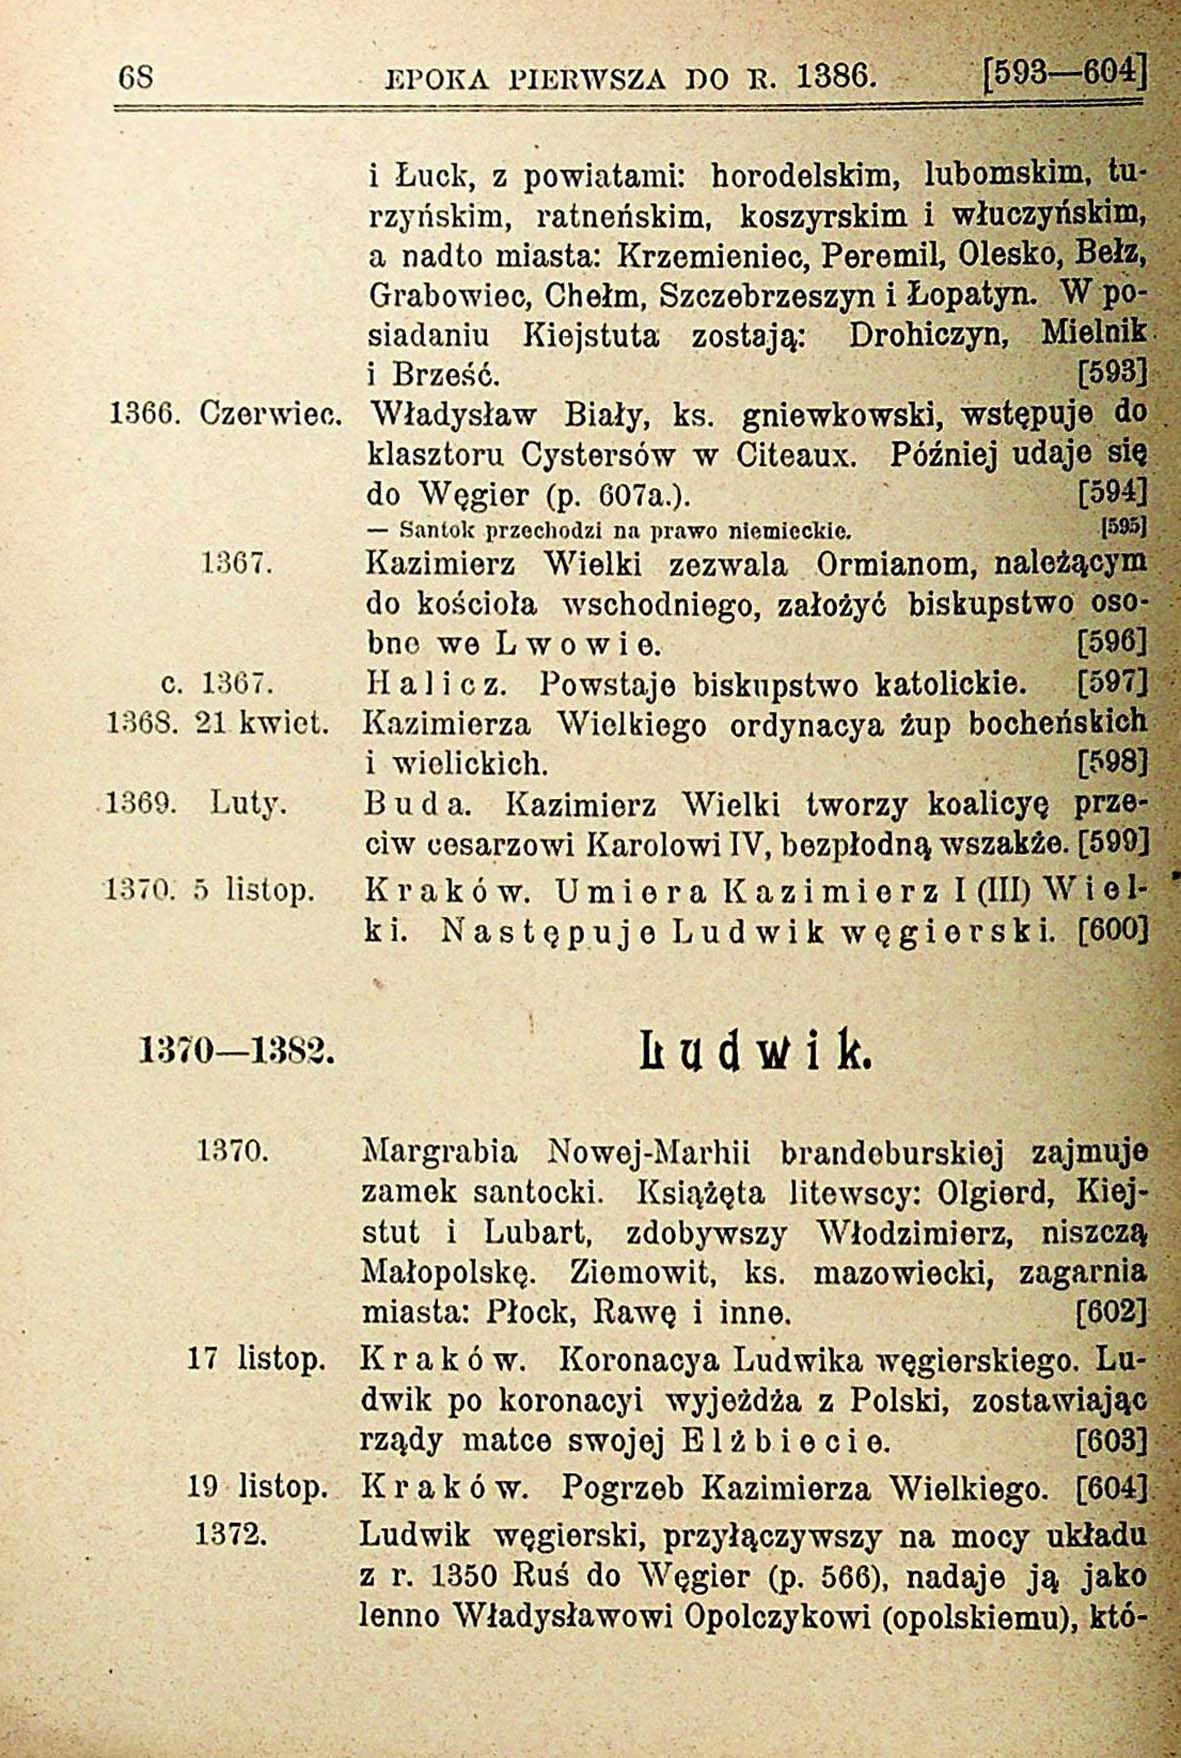 68 EPOKA PIERWSZA DO R. 1386. [593—604]
i Łuck, z powiatami: horodelskim, lubomskim, tu-
rzyńskim, ratneńskim, koszyrskim i włuczyńskim,
a nadto miasta: Krzemieniec, Peremil, Olesko, Bełz,
Grabowiec, Chełm, Szczebrzeszyn i Łopatyn. W po-
siadaniu Kiejstuta zostają: Drohiczyn, Mielnik
i Brześć. [593]
1366. Czerwiec. Władysław Biały, ks. gniewkowski, wstępuje do
klasztoru Cystersów w Citeaux. Później udaje się
do Węgier (p. 607a.). [594]
— Santok przechodzi na prawo niemieckie. [595]
1367. Kazimierz Wielki zezwala Ormianom, należącym
do kościoła wschodniego, założyć biskupstwo oso-
bne we Lwowie. [596]
c. 1367. Halicz. Powstaje biskupstwo katolickie. [597]
1368. 21 kwiet. Kazimierza Wielkiego ordynacya żup bocheńskich
i wielickich. [598]
1369. Luty. Buda. Kazimierz Wielki tworzy koalicyę prze-
ciw cesarzowi Karolowi IV, bezpłodną wszakże. [599]
1370. 5 listop. Kraków. Umiera Kazimierz I (III) Wiel-
ki. Następuje Ludwik węgierski. [600]
1370—1382. Ludwik.
1370. Margrabia Nowej-Marhii brandeburskiej zajmuje
zamek santocki. Książęta litewscy: Olgierd, Kiej-
stut i Lubart, zdobywszy Włodzimierz, niszczą
Małopolskę. Ziemowit, ks. mazowiecki, zagarnia
miasta: Płock, Rawę i inne. [602]
17 listop. Kraków. Koronacya Ludwika węgierskiego. Lu-
dwik po koronacyi wyjeżdża z Polski, zostawiając
rządy matce swojej Elżbiecie. [603]
19 listop. Kraków. Pogrzeb Kazimierza Wielkiego. [604]
1372. Ludwik węgierski, przyłączywszy na mocy układu
z r. 1350 Ruś do Węgier (p. 566), nadaje ją jako
lenno Władysławowi Opolczykowi (opolskiemu), któ-